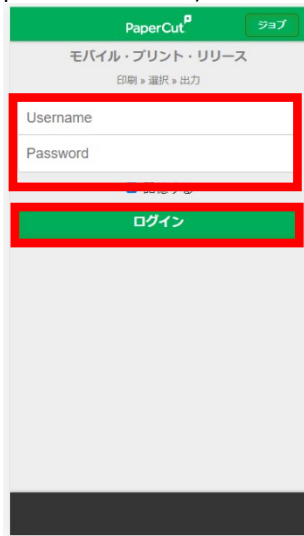 PaperCut
ジョブ
モバイル・プリント・リリース
印刷 » 選択 » 出力
Username
Password
ログイン